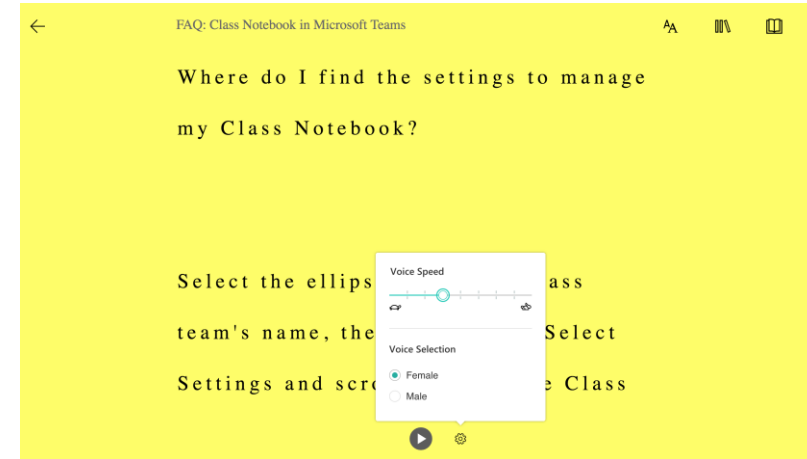 FAQ: Class Notebook in Microsoft Teams
Where do I find the settings to manage
my Class Notebook?
Select the ellips ass
team's name, the Select
Settings and scro e Class
Voice Speed
Voice Selection
Female
Male